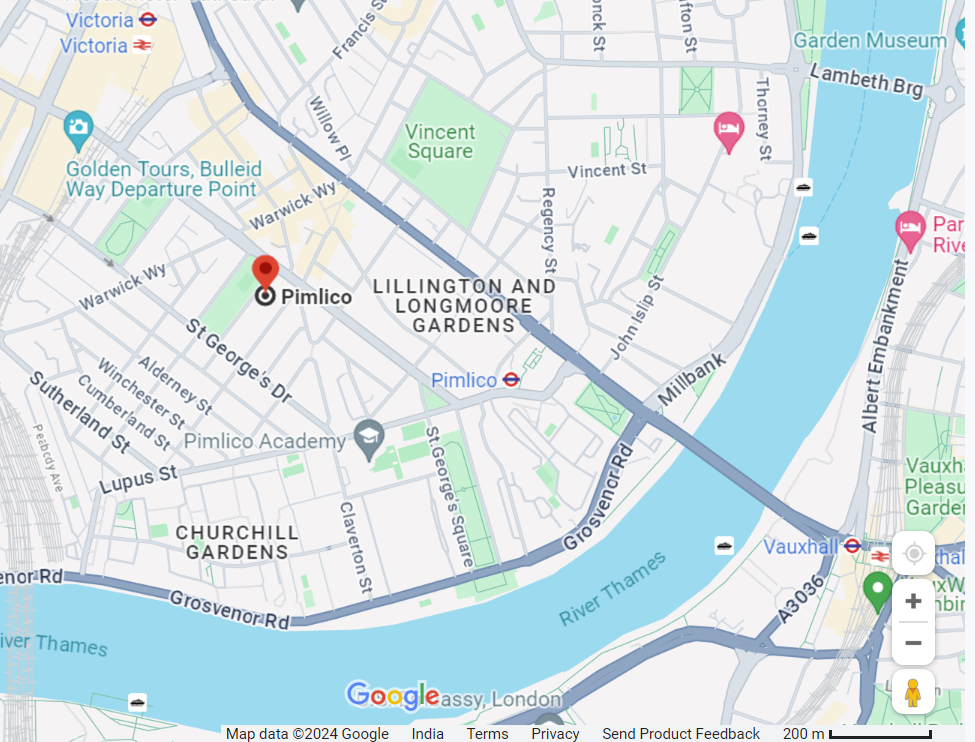 Victoria
Victoria
Francis S
onck St
fton St
Garden Museum
Lambeth Brg
Willow Pl
Vincent
Square
Thorney St
Golden Tours, Bulleid
Way Departure Point
Vincent St
Warwick Wy
Regency St
Par
Rive
Warwick Wy
Pimlico
LILLINGTON AND
LONGMOORE
GARDENS
John Islip St
Albert Embankment
St George's Dr
Alderney St
Winchester St
Cumberland St
Sutherland St
Pimlico
Millbank
Peabody Ave
Pimlico Academy
St.George's Square
Lupus St
Grosvenor Rd
Vauxh
Pleasu
Garde
CHURCHILL
GARDENS
Claverton St
Vauxhall
hal
enor Rd
Grosvenor Rd
River Thames
A3036
iver Thames
Google
assy, London
Map data ©2024 Google
India
Terms
Privacy
Send Product Feedback
200 m